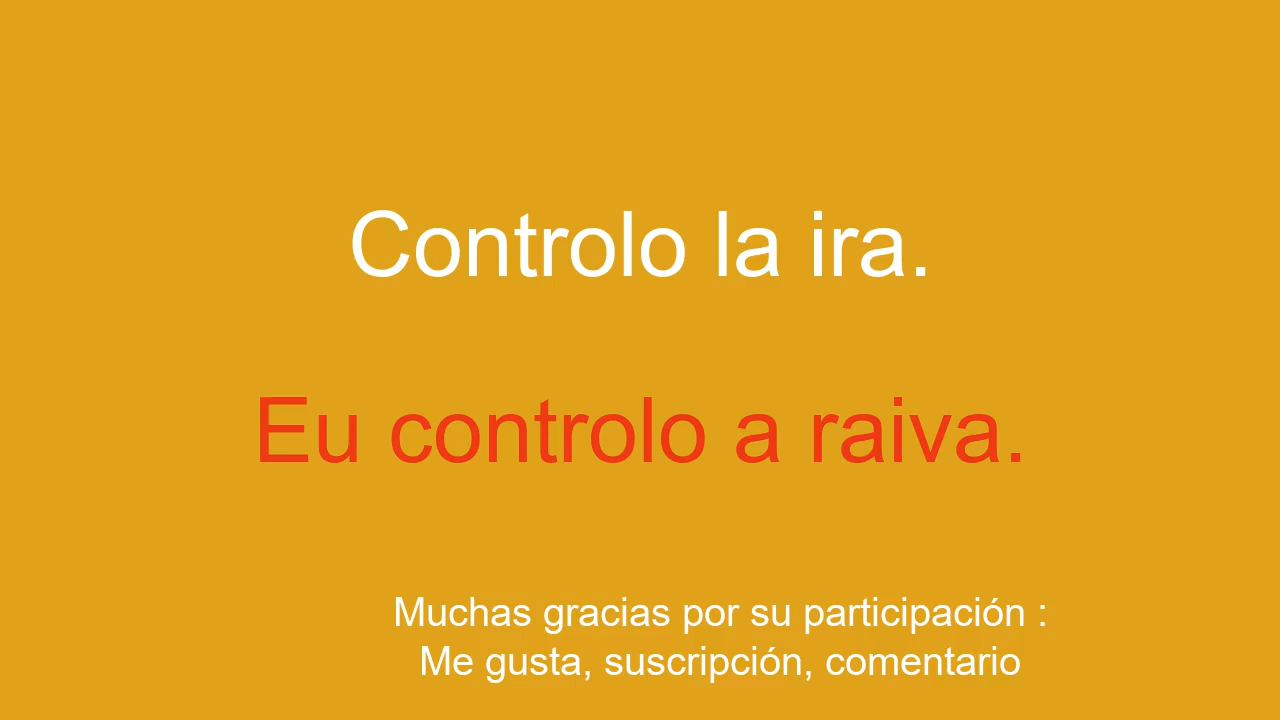 Controlo la ira.
Eu controlo a raiva.
Muchas gracias por su participación :
Me gusta, suscripción, comentario